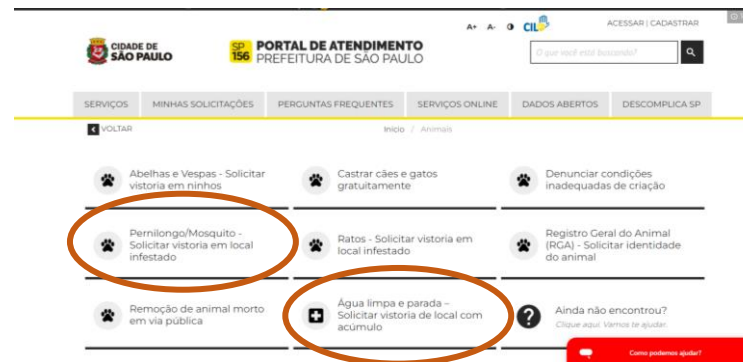 A+ A- CIL ACESSAR | CADASTRAR
CIDADE DE
SÃO PAULO
SP
156
PORTAL DE ATENDIMENTO
PREFEITURA DE SÃO PAULO
O que você está buscando?
SERVIÇOS MINHAS SOLICITAÇÕES PERGUNTAS FREQUENTES SERVIÇOS ONLINE DADOS ABERTOS DESCOMPLICA SP
VOLTAR
Início / Animais
Abelhas e Vespas - Solicitar
vistoria em ninhos
Castrar cães e gatos
gratuitamente
Denunciar condições
inadequadas de criação
Pernilongo/Mosquito -
Solicitar vistoria em local
infestado
Ratos - Solicitar vistoria em
local infestado
Registro Geral do Animal
(RGA) - Solicitar identidade
do animal
Remoção de animal morto
em via pública
Água limpa e parada –
Solicitar vistoria de local com
acúmulo
Ainda não encontrou?
Clique aqui. Vamos te ajudar.
Como podemos ajudar?